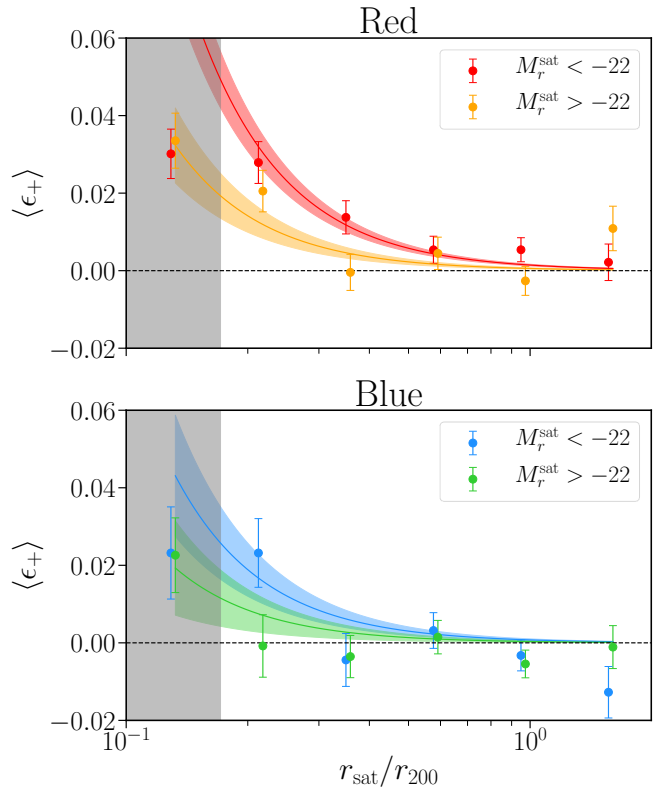 Red
0.06
0.04
0.02
0.00
−0.02
⟨ϵ₊⟩
M_r^sat < −22
M_r^sat > −22
Blue
0.06
0.04
0.02
0.00
−0.02
⟨ϵ₊⟩
M_r^sat < −22
M_r^sat > −22
10⁻¹
10⁰
r_sat/r_200